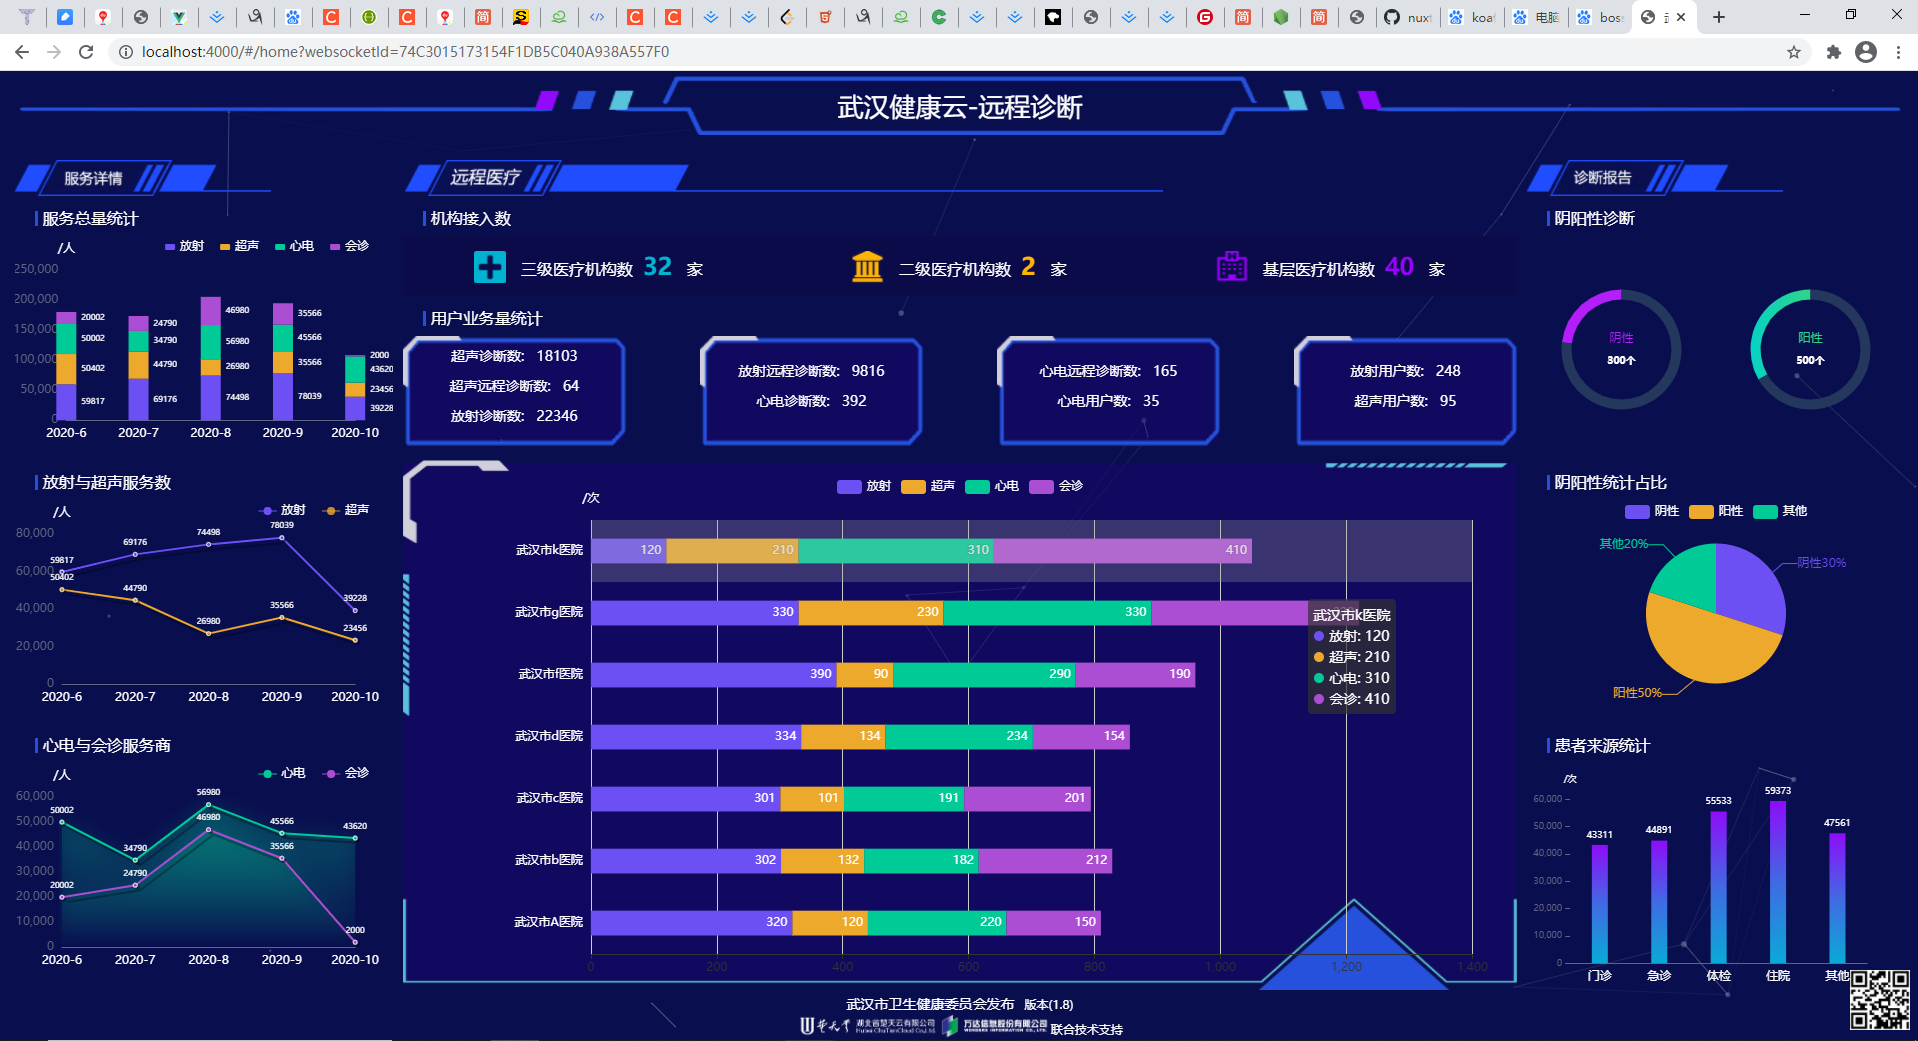 nuxt
koa
电脑
bos
localhost:4000/#/home?websocketId=74C3015173154F1DB5C040A938A557F0
武汉健康云-远程诊断
服务详情
服务总量统计
/人
放射 超声 心电 会诊
250,000
200,000
150,000
100,000
50,000
0
20002
50002
50402
59817
24790
34790
44790
69176
46980
56980
26980
74498
35566
45566
35566
78039
2000
43620
23456
39228
2020-6 2020-7 2020-8 2020-9 2020-10
放射与超声服务数
/人
放射 超声
80,000
60,000
40,000
20,000
0
59817 69176 74498 78039 39228
50402 44790 26980 35566 23456
2020-6 2020-7 2020-8 2020-9 2020-10
心电与会诊服务商
/人
心电 会诊
60,000
50,000
40,000
30,000
20,000
10,000
0
50002 34790 56980 45566 43620
20002 24790 46980 35566 2000
2020-6 2020-7 2020-8 2020-9 2020-10
远程医疗
机构接入数
三级医疗机构数 32 家
二级医疗机构数 2 家
基层医疗机构数 40 家
用户业务量统计
超声诊断数: 18103
超声远程诊断数: 64
放射诊断数: 22346
放射远程诊断数: 9816
心电诊断数: 392
心电远程诊断数: 165
心电用户数: 35
放射用户数: 248
超声用户数: 95
放射 超声 心电 会诊
/次
武汉市k医院 120 210 310 410
武汉市g医院 330 230 330
武汉市f医院 390 90 290 190
武汉市d医院 334 134 234 154
武汉市c医院 301 101 191 201
武汉市b医院 302 132 182 212
武汉市A医院 320 120 220 150
0 200 400 600 800 1,000 1,200 1,400
武汉市k医院
放射: 120
超声: 210
心电: 310
会诊: 410
诊断报告
阴阳性诊断
阴性
300个
阳性
500个
阴阳性统计占比
阴性 阳性 其他
其他20%
阴性30%
阳性50%
患者来源统计
/次
60,000
50,000
40,000
30,000
20,000
10,000
0
43311 44891 55533 59373 47561
门诊 急诊 体检 住院 其他
武汉市卫生健康委员会发布 版本(1.8)
湖北省楚天云有限公司
万达信息股份有限公司
联合技术支持